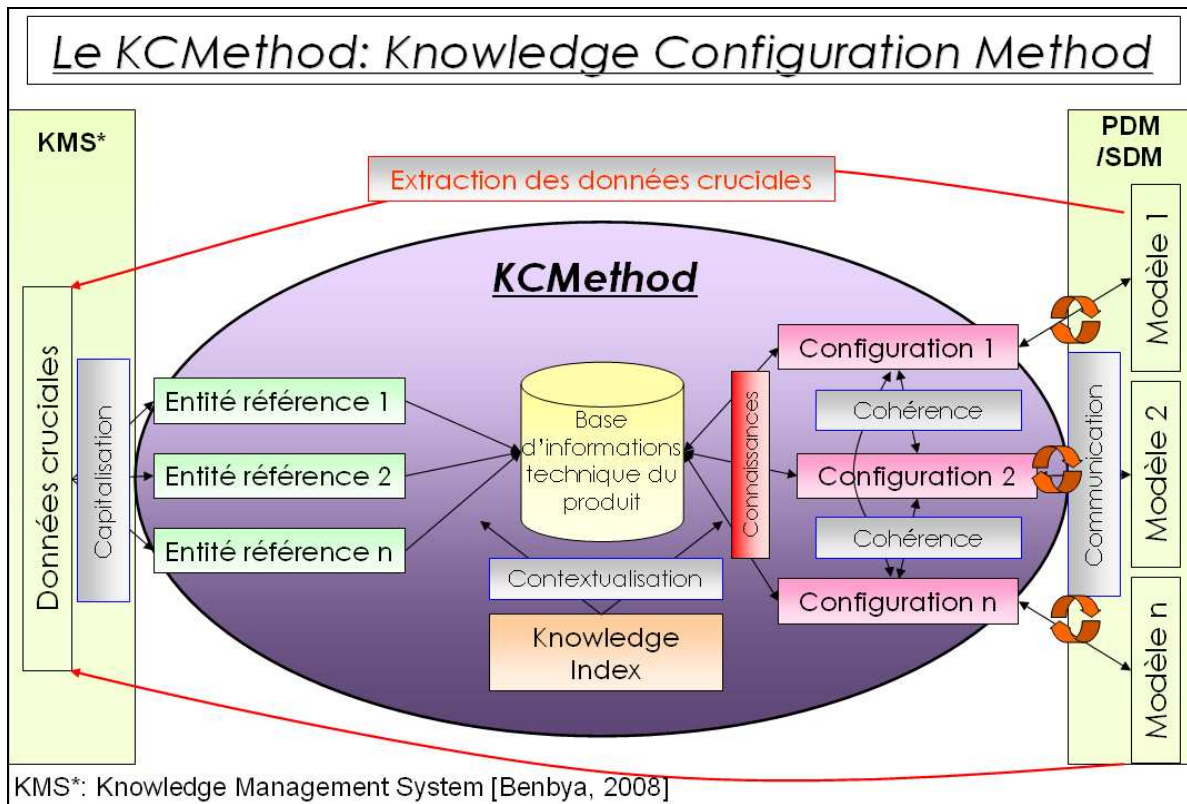 Le KCMethod: Knowledge Configuration Method
KMS*
PDM
/SDM
Extraction des données cruciales
KCMethod
Données cruciales
Capitalisation
Entité référence 1
Entité référence 2
Entité référence n
Base
d'informations
technique du
produit
Contextualisation
Knowledge
Index
Connaissances
Configuration 1
Cohérence
Configuration 2
Cohérence
Configuration n
Communication
Modèle 1
Modèle 2
Modèle n
KMS*: Knowledge Management System [Benbya, 2008]